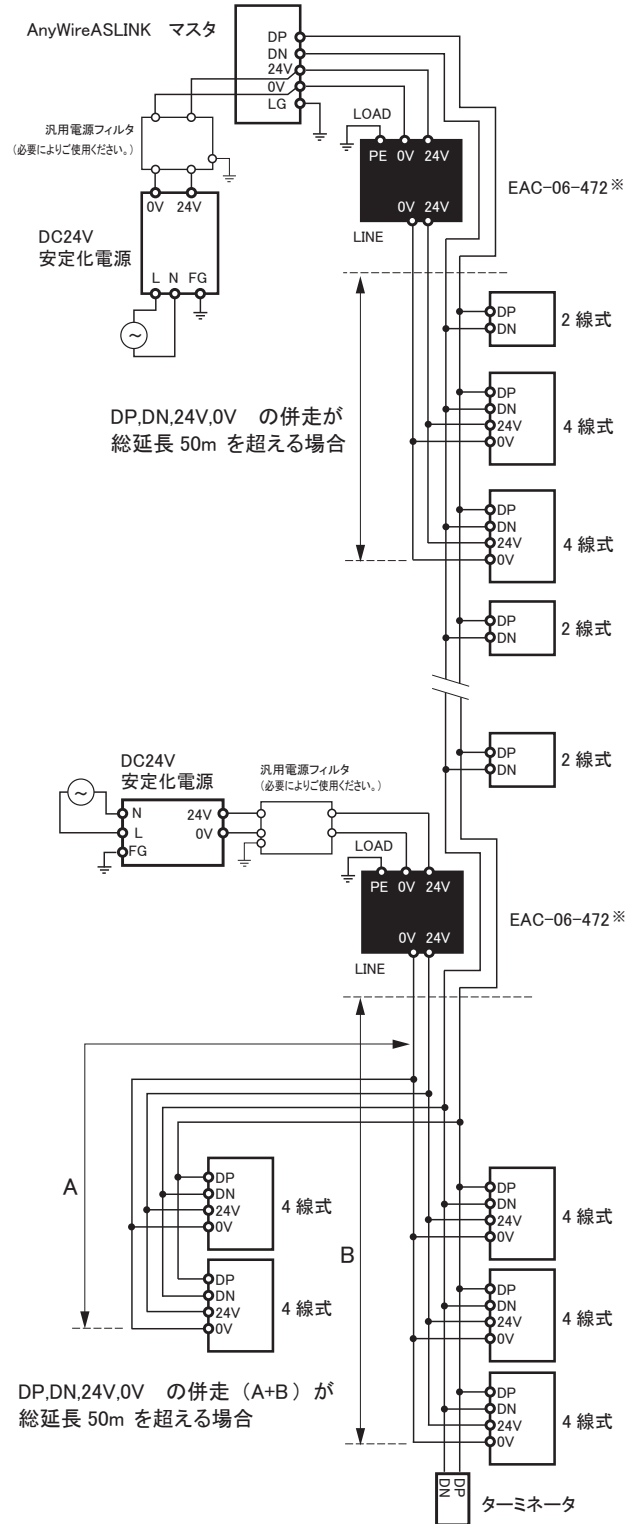 AnyWireASLINK マスタ
DP
DN
24V
0V
LG
汎用電源フィルタ
(必要によりご使用ください。)
0V 24V
DC24V
安定化電源
L N FG
~
LOAD
PE 0V 24V
0V 24V
LINE
EAC-06-472※
DP
DN
2 線式
DP,DN,24V,0V の併走が
総延長 50m を超える場合
DP
DN
24V
0V
4 線式
DP
DN
24V
0V
4 線式
DP
DN
2 線式
DP
DN
2 線式
DC24V
安定化電源
~
N
L
FG
24V
0V
汎用電源フィルタ
(必要によりご使用ください。)
LOAD
PE 0V 24V
0V 24V
LINE
EAC-06-472※
A
B
DP
DN
24V
0V
4 線式
DP
DN
24V
0V
4 線式
DP
DN
24V
0V
4 線式
DP
DN
24V
0V
4 線式
DP
DN
24V
0V
4 線式
DP,DN,24V,0V の併走 (A+B) が
総延長 50m を超える場合
DP
DN
ターミネータ